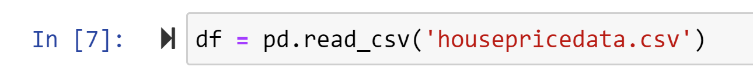 In [7]: df = pd.read_csv('housepricedata.csv')